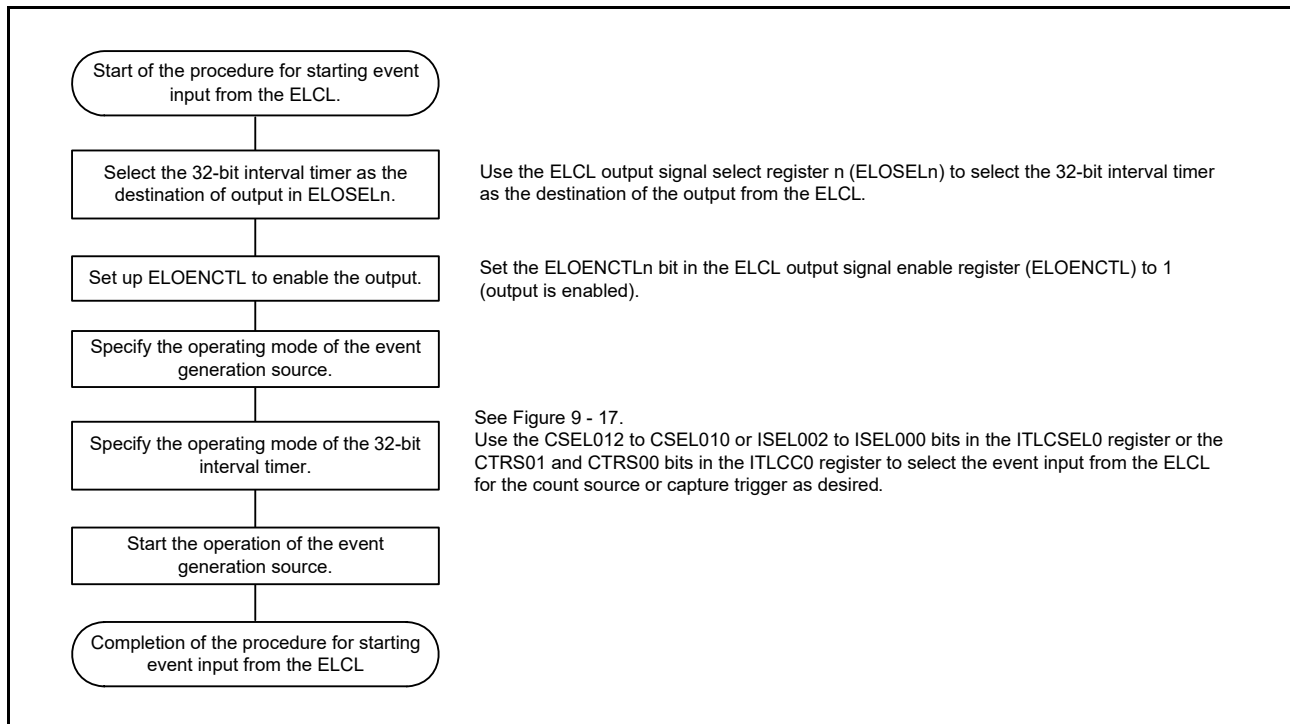 Start of the procedure for starting event
input from the ELCL.
Select the 32-bit interval timer as the
destination of output in ELOSELn.
Use the ELCL output signal select register n (ELOSELn) to select the 32-bit interval timer
as the destination of the output from the ELCL.
Set up ELOENCTL to enable the output.
Set the ELOENCTLn bit in the ELCL output signal enable register (ELOENCTL) to 1
(output is enabled).
Specify the operating mode of the event
generation source.
Specify the operating mode of the 32-bit
interval timer.
See Figure 9 - 17.
Use the CSEL012 to CSEL010 or ISEL002 to ISEL000 bits in the ITLCSEL0 register or the
CTRS01 and CTRS00 bits in the ITLCC0 register to select the event input from the ELCL
for the count source or capture trigger as desired.
Start the operation of the event
generation source.
Completion of the procedure for starting
event input from the ELCL